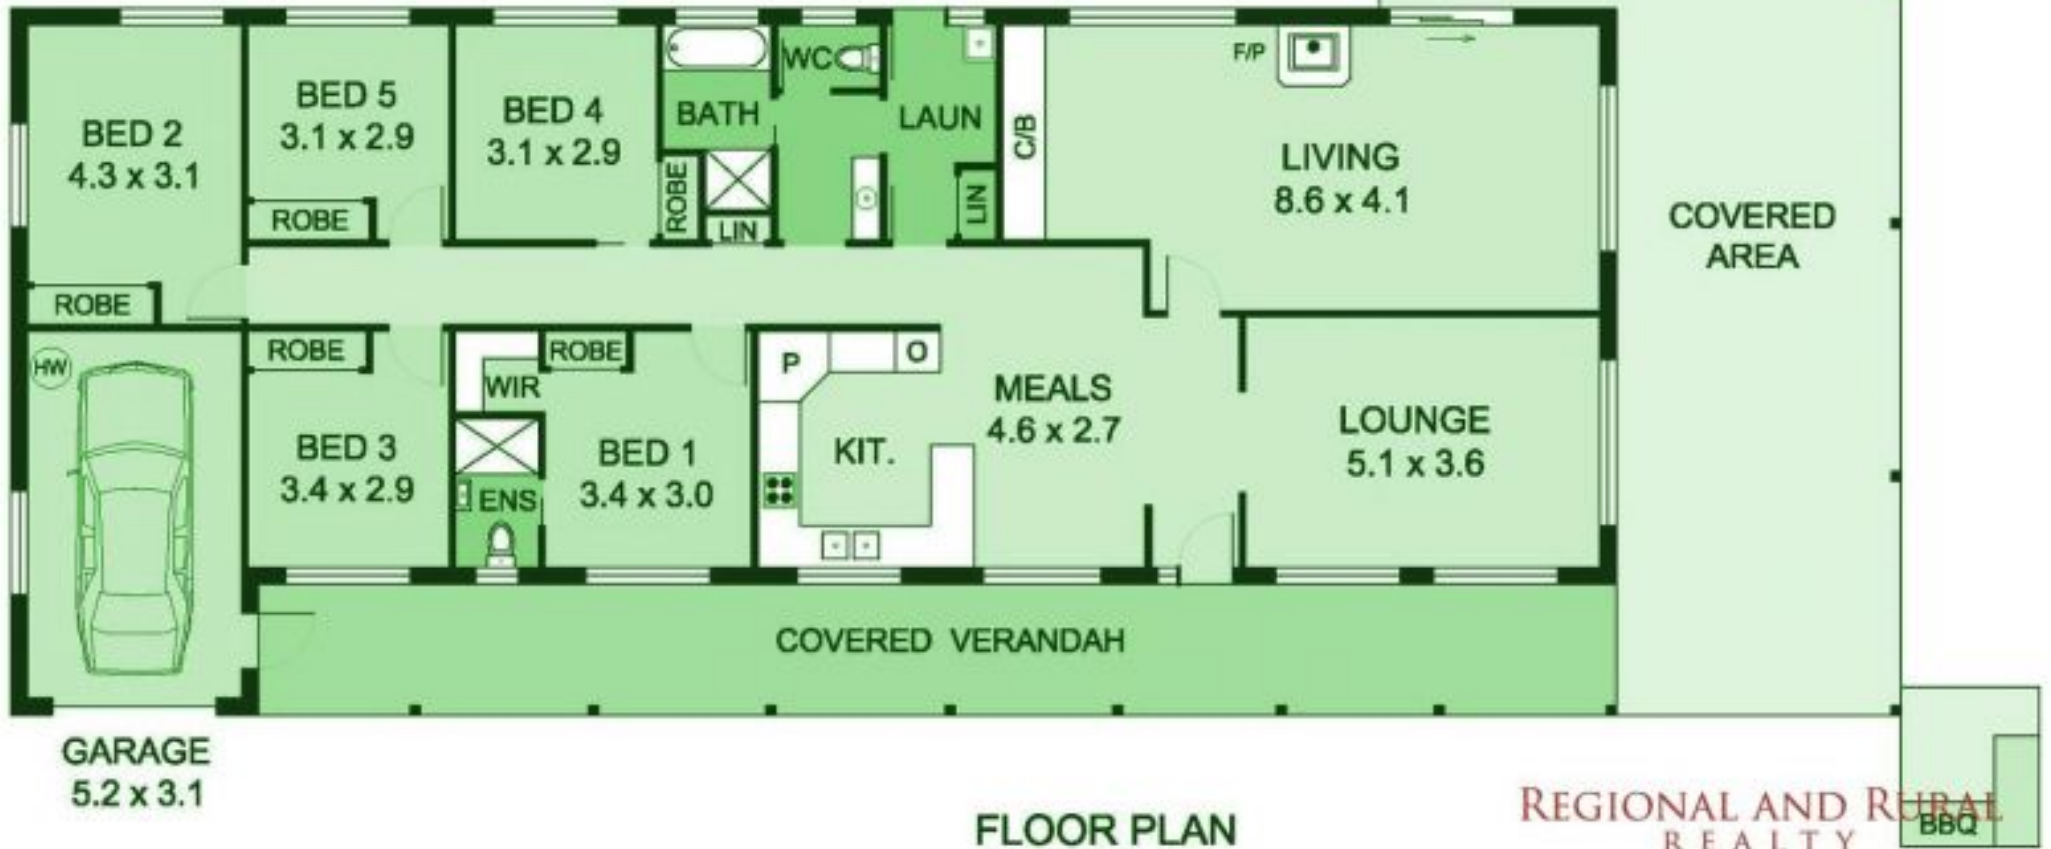 BED 2
4.3 x 3.1
ROBE
BED 5
3.1 x 2.9
ROBE
BED 4
3.1 x 2.9
ROBE
BATH
LIN
WC
LAUN
LIN
C/B
F/P
LIVING
8.6 x 4.1
COVERED
AREA
HW
ROBE
BED 3
3.4 x 2.9
WIR
ROBE
ENS
BED 1
3.4 x 3.0
P
O
KIT.
MEALS
4.6 x 2.7
LOUNGE
5.1 x 3.6
COVERED VERANDAH
GARAGE
5.2 x 3.1
FLOOR PLAN
REGIONAL AND RURAL
REALTY
BBQ